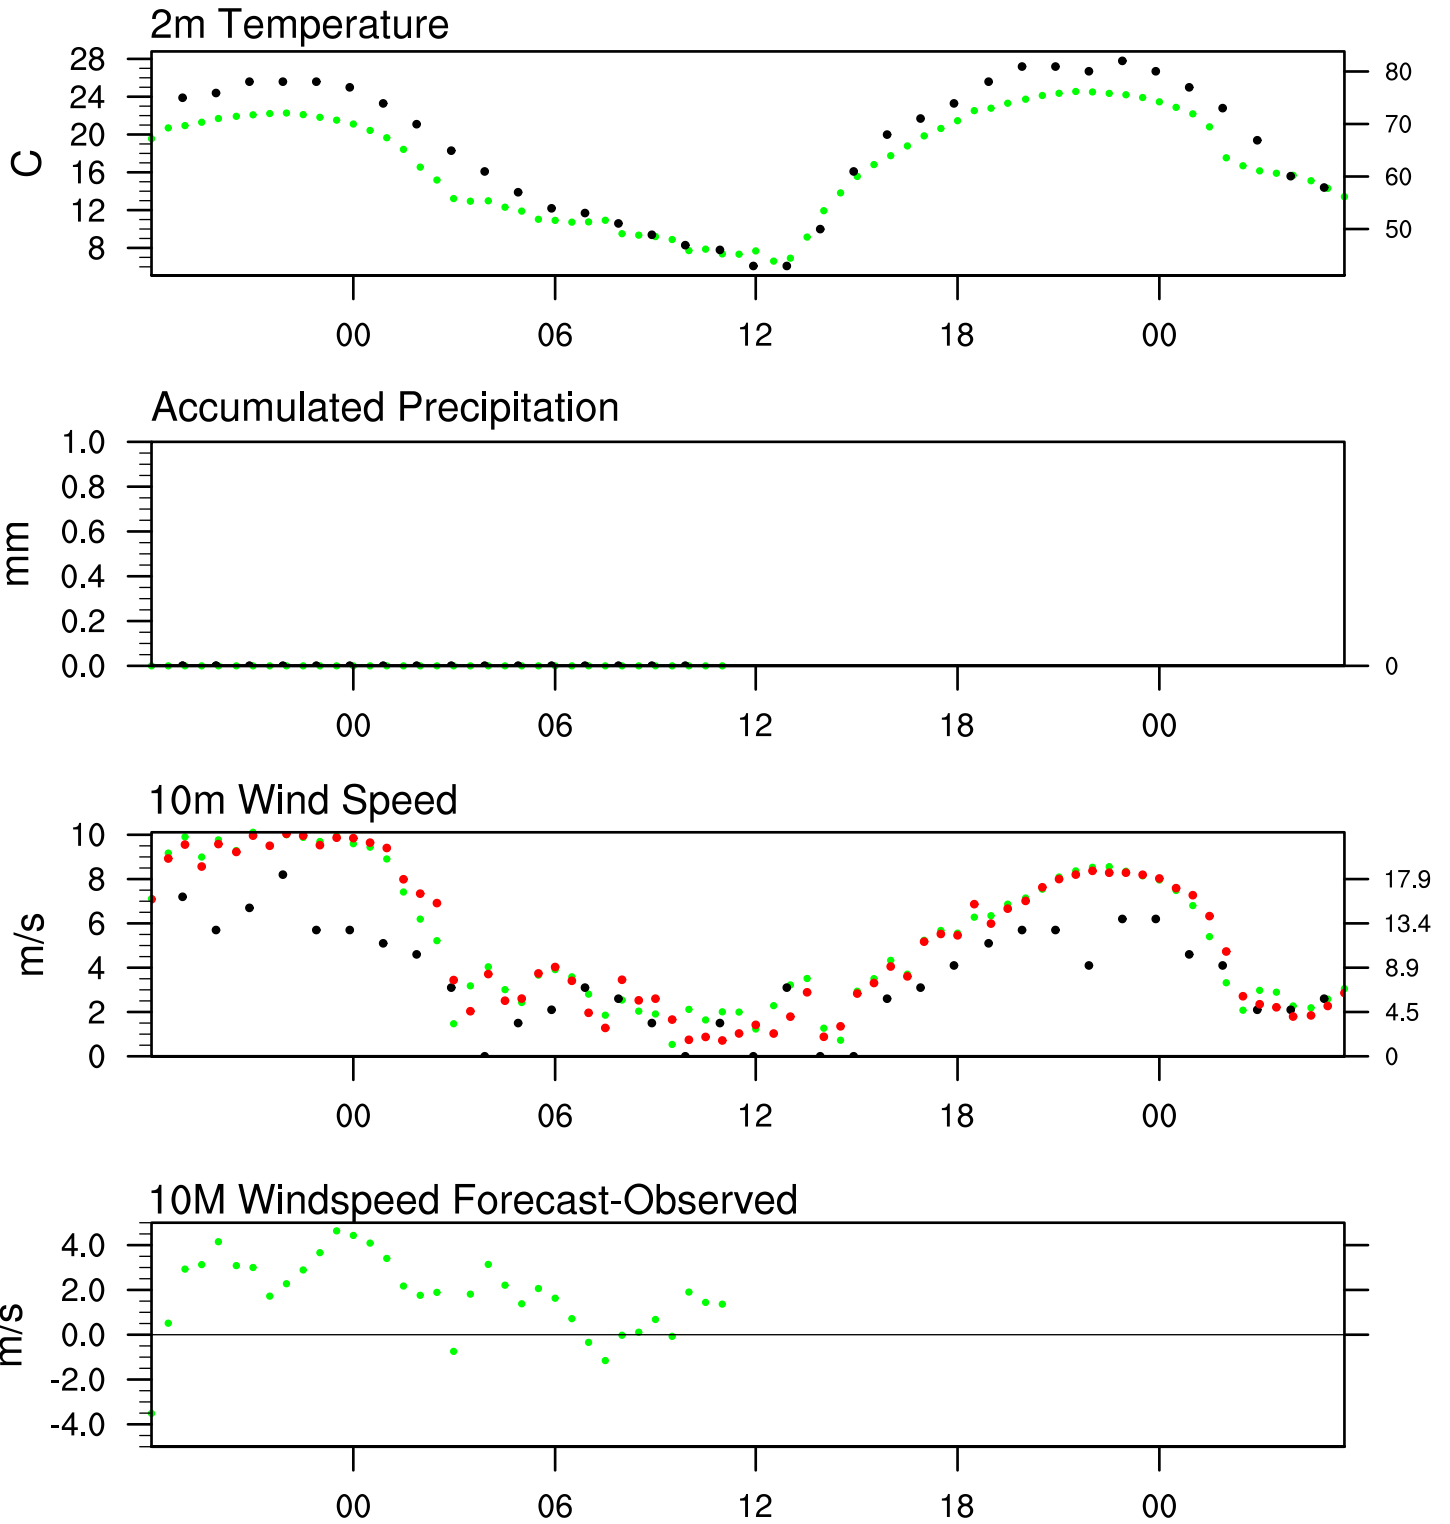 2m Temperature
28
24
20
16
12
8
C
80
70
60
50
00 06 12 18 00
Accumulated Precipitation
1.0
0.8
0.6
0.4
0.2
0.0
mm
0
00 06 12 18 00
10m Wind Speed
10
8
6
4
2
0
m/s
17.9
13.4
8.9
4.5
0
00 06 12 18 00
10M Windspeed Forecast-Observed
4.0
2.0
0.0
-2.0
-4.0
m/s
00 06 12 18 00